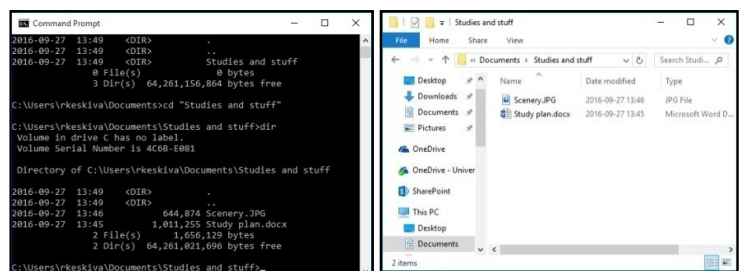 Command Prompt
2016-09-27 13:49 <DIR> .
2016-09-27 13:49 <DIR> ..
2016-09-27 13:49 <DIR> Studies and stuff
0 File(s) 0 bytes
3 Dir(s) 64,261,156,864 bytes free
C:\Users\rkeskiva\Documents>cd "Studies and stuff"
C:\Users\rkeskiva\Documents\Studies and stuff>dir
Volume in drive C has no label.
Volume Serial Number is 4C6B-E081
Directory of C:\Users\rkeskiva\Documents\Studies and stuff
2016-09-27 13:49 <DIR> .
2016-09-27 13:49 <DIR> ..
2016-09-27 13:46 644,874 Scenery.JPG
2016-09-27 13:45 1,011,255 Study plan.docx
2 File(s) 1,656,129 bytes
2 Dir(s) 64,261,021,696 bytes free
C:\Users\rkeskiva\Documents\Studies and stuff>_
Studies and stuff
File Home Share View
« Documents > Studies and stuff Search Studi...
Name Date modified Type
Desktop
Downloads
Documents
Pictures
OneDrive
OneDrive - Univer
SharePoint
This PC
Desktop
Documents
Scenery.JPG 2016-09-27 13:46 JPG File
Study plan.docx 2016-09-27 13:45 Microsoft Word D...
2 items